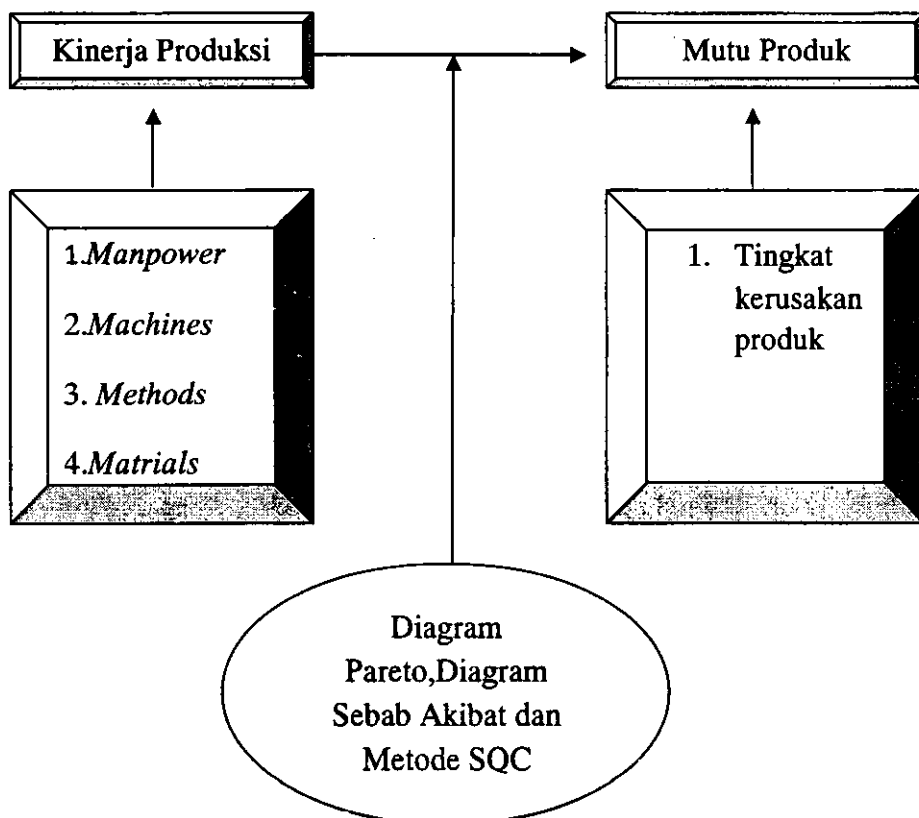 Kinerja Produksi
Mutu Produk
1.Manpower
2.Machines
3. Methods
4.Matrials
1. Tingkat
kerusakan
produk
Diagram
Pareto,Diagram
Sebab Akibat dan
Metode SQC